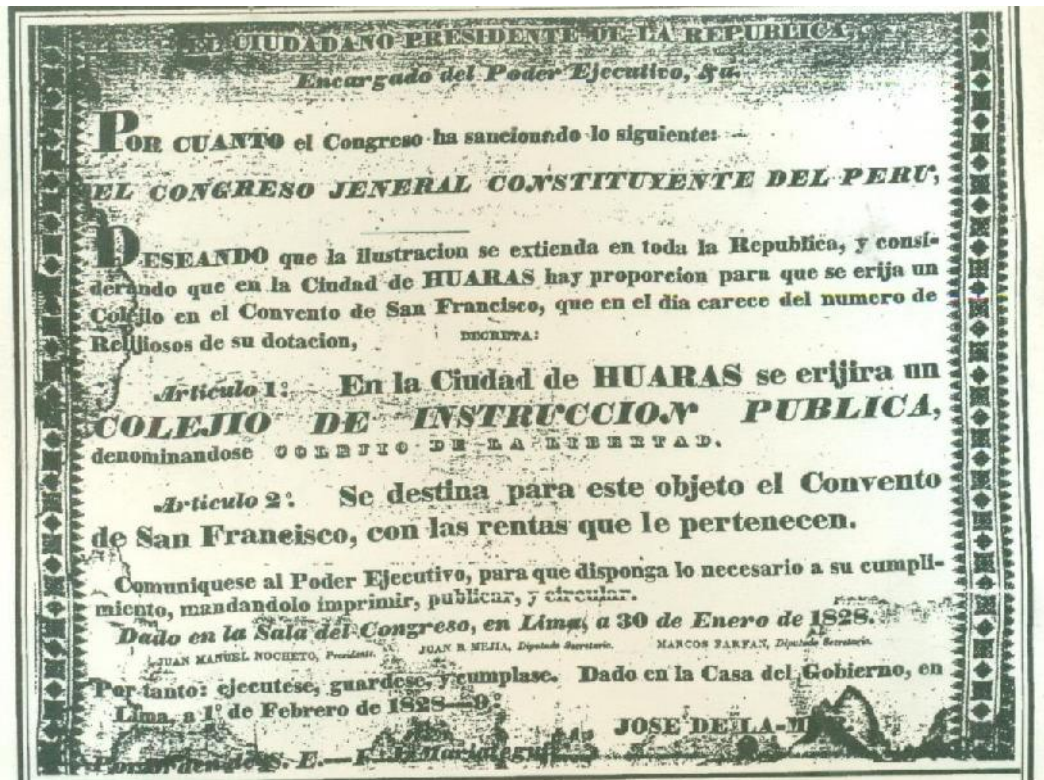 EL CIUDADANO PRESIDENTE DE LA REPUBLICA,
Encargado del Poder Ejecutivo, &a.
POR CUANTO el Congreso ha sancionado lo siguiente:
EL CONGRESO JENERAL CONSTITUYENTE DEL PERU,
DESEANDO que la ilustracion se extienda en toda la Republica, y consi-
derando que en la Ciudad de HUARAS hay proporcion para que se erija un
Colejio en el Convento de San Francisco, que en el dia carece del numero de
Relijiosos de su dotacion, DECRETA:
Articulo 1º: En la Ciudad de HUARAS se erijira un
COLEJIO DE INSTRUCCION PUBLICA,
denominandose COLEJIO DE LA LIBERTAD.
Articulo 2º: Se destina para este objeto el Convento
de San Francisco, con las rentas que le pertenecen.
Comuniquese al Poder Ejecutivo, para que disponga lo necesario a su cumpli-
miento, mandandolo imprimir, publicar, y circular.
Dado en la Sala del Congreso, en Lima, a 30 de Enero de 1828.
JUAN MANUEL NOCHETO, Presidente. JUAN B. MEJIA, Diputado Secretario. MARCOS FARFAN, Diputado Secretario.
Por tanto: ejecutese, guardese, y cumplase. Dado en la Casa del Gobierno, en
Lima, a 1º de Febrero de 1828—9º:
JOSE DE LA-
Por orden de S. E.—F. Mariategui